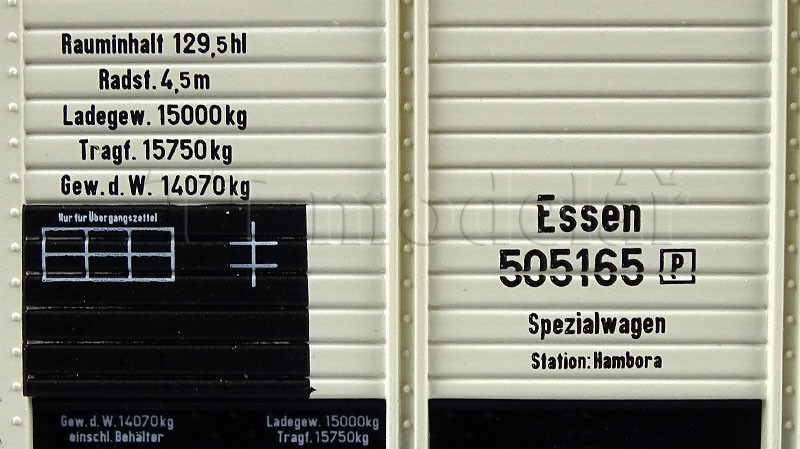 Rauminhalt 129,5hl
Radst. 4,5m
Ladegew. 15000kg
Tragf. 15750kg
Gew. d. W. 14070kg
Nur für Übergangszettel
Essen
505165 P
Spezialwagen
Station: Hambora
Gew. d. W. 14070kg
einschl. Behälter
Ladegew. 15000kg
Tragf. 15750kg